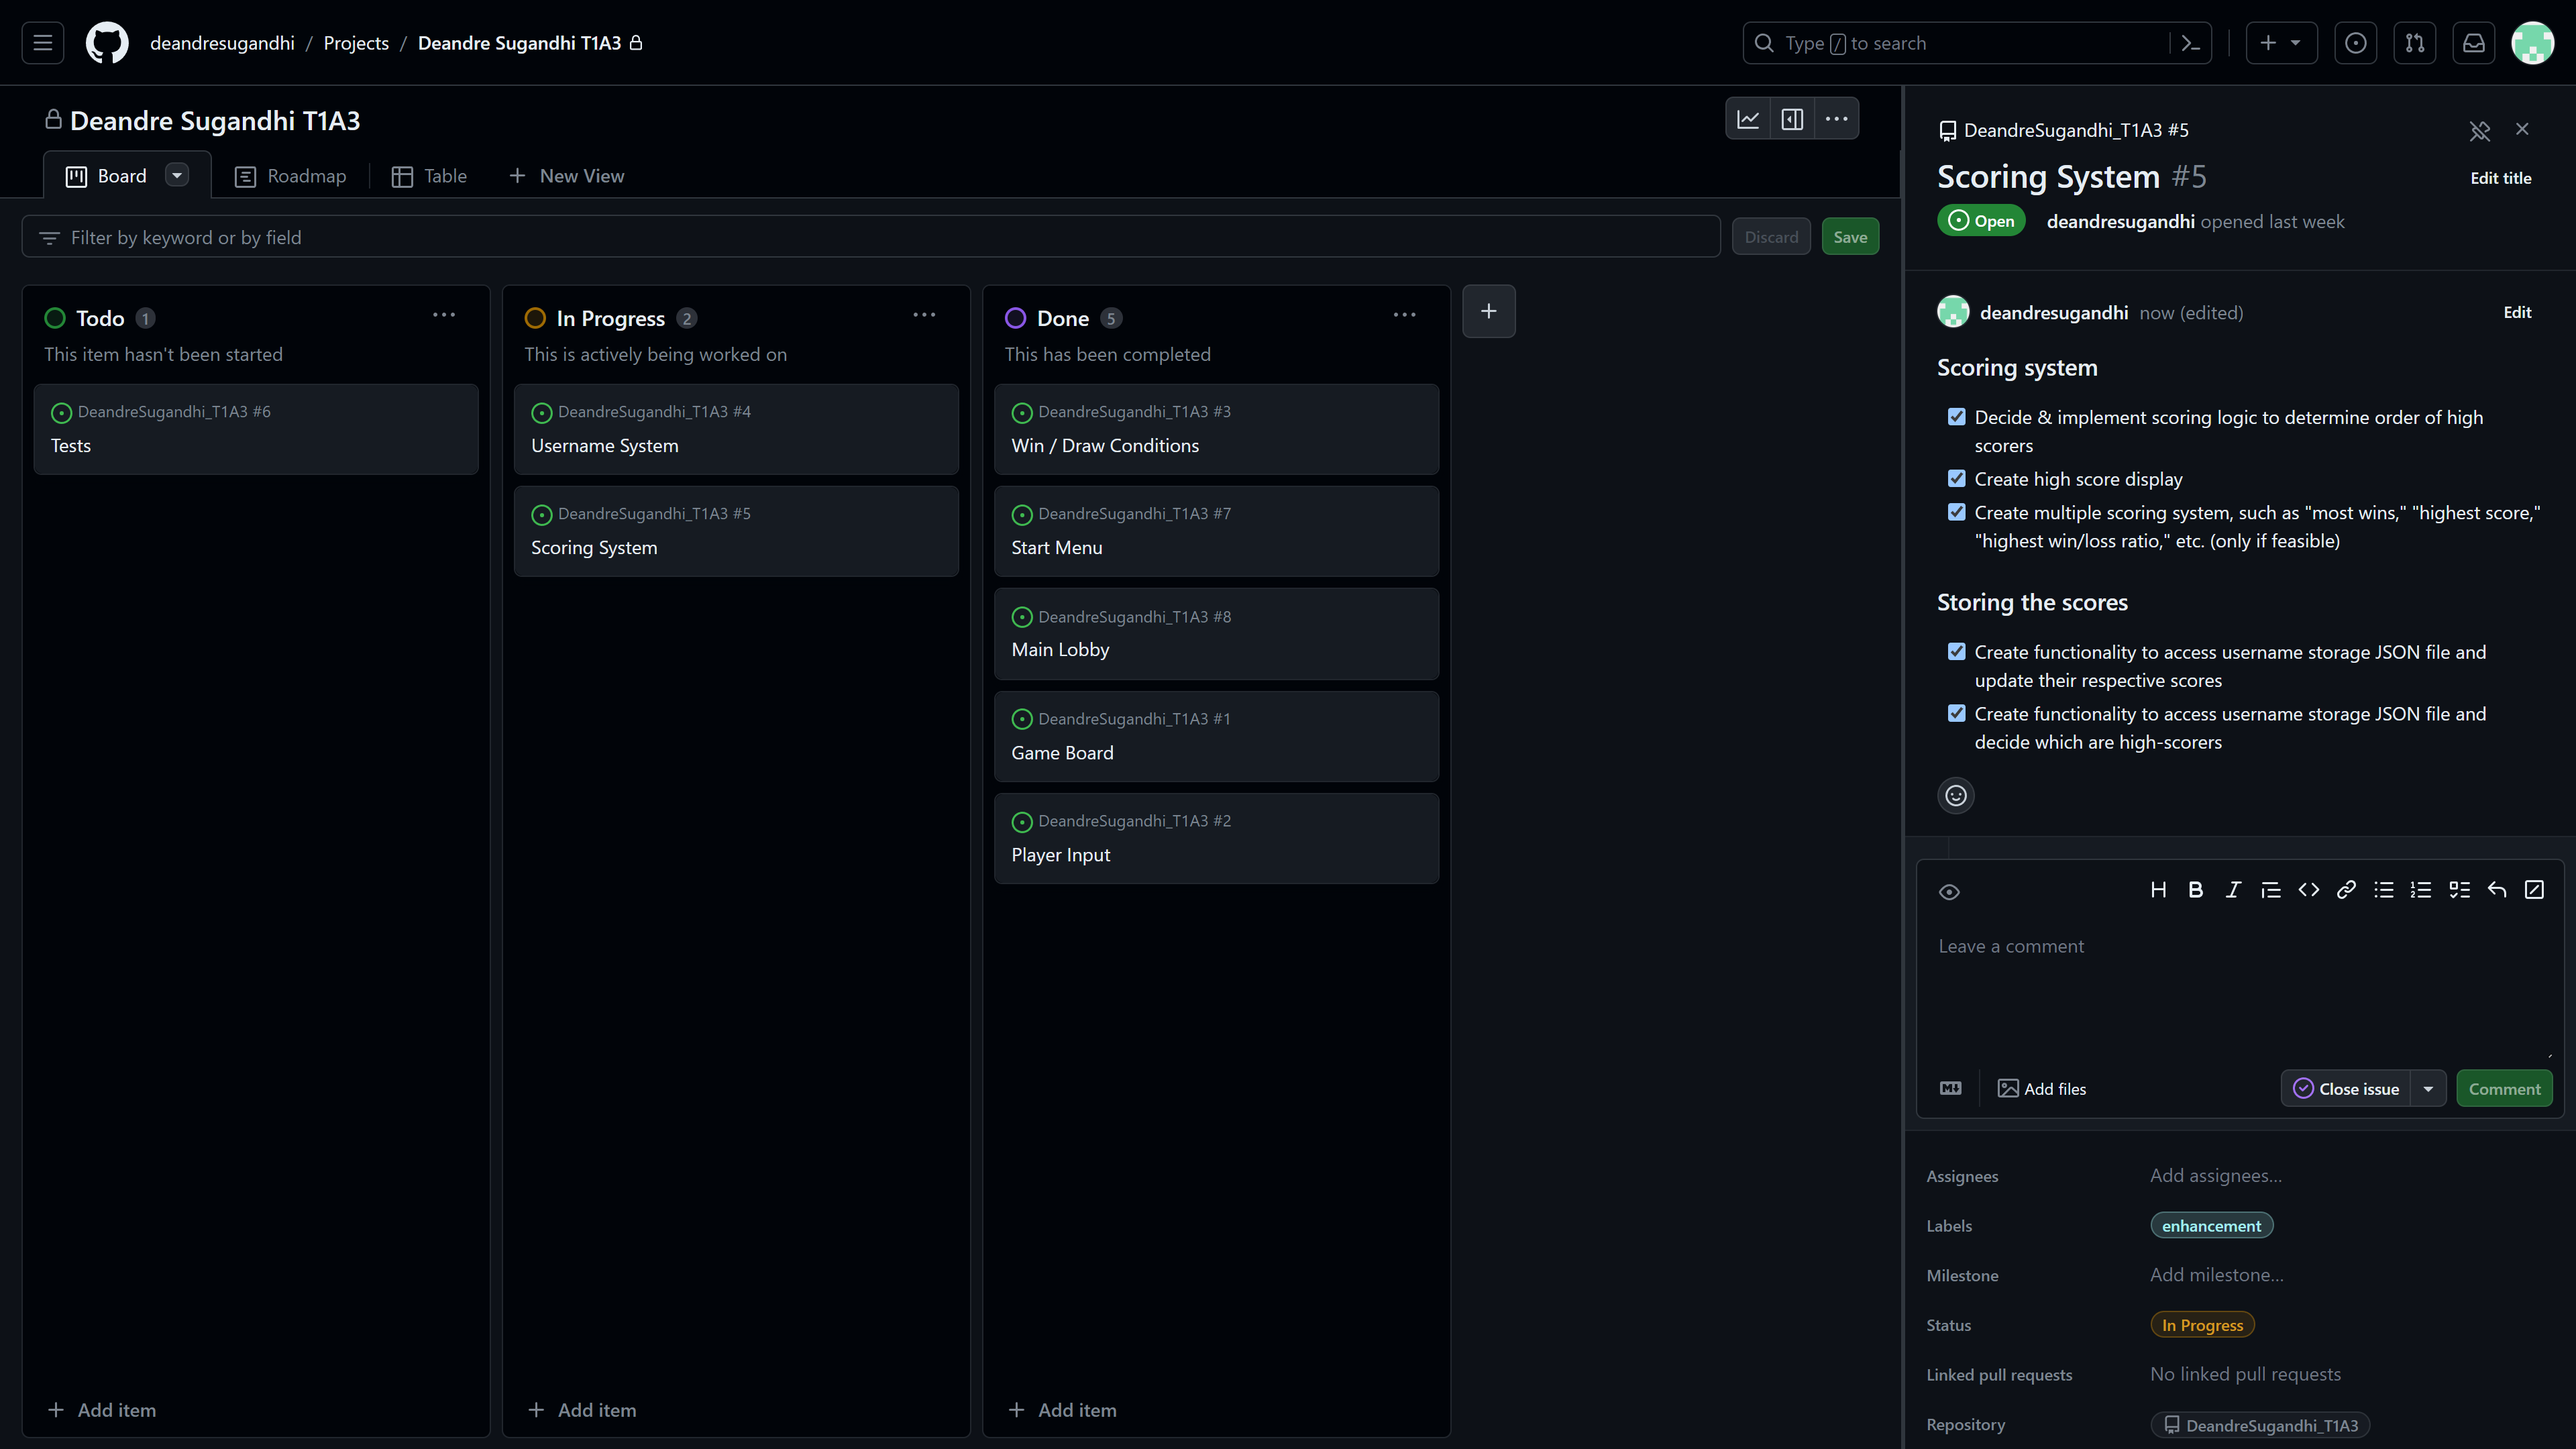 deandresugandhi / Projects / Deandre Sugandhi T1A3
Type / to search
Deandre Sugandhi T1A3
Board
Roadmap
Table
New View
Filter by keyword or by field
Discard
Save
Todo 1
This item hasn't been started
DeandreSugandhi_T1A3 #6
Tests
Add item
In Progress 2
This is actively being worked on
DeandreSugandhi_T1A3 #4
Username System
DeandreSugandhi_T1A3 #5
Scoring System
Add item
Done 5
This has been completed
DeandreSugandhi_T1A3 #3
Win / Draw Conditions
DeandreSugandhi_T1A3 #7
Start Menu
DeandreSugandhi_T1A3 #8
Main Lobby
DeandreSugandhi_T1A3 #1
Game Board
DeandreSugandhi_T1A3 #2
Player Input
Add item
DeandreSugandhi_T1A3 #5
Scoring System #5
Edit title
Open
deandresugandhi opened last week
deandresugandhi now (edited)
Edit
Scoring system
Decide & implement scoring logic to determine order of high
scorers
Create high score display
Create multiple scoring system, such as "most wins," "highest score,"
"highest win/loss ratio," etc. (only if feasible)
Storing the scores
Create functionality to access username storage JSON file and
update their respective scores
Create functionality to access username storage JSON file and
decide which are high-scorers
Leave a comment
Add files
Close issue
Comment
Assignees
Add assignees...
Labels
enhancement
Milestone
Add milestone...
Status
In Progress
Linked pull requests
No linked pull requests
Repository
DeandreSugandhi_T1A3